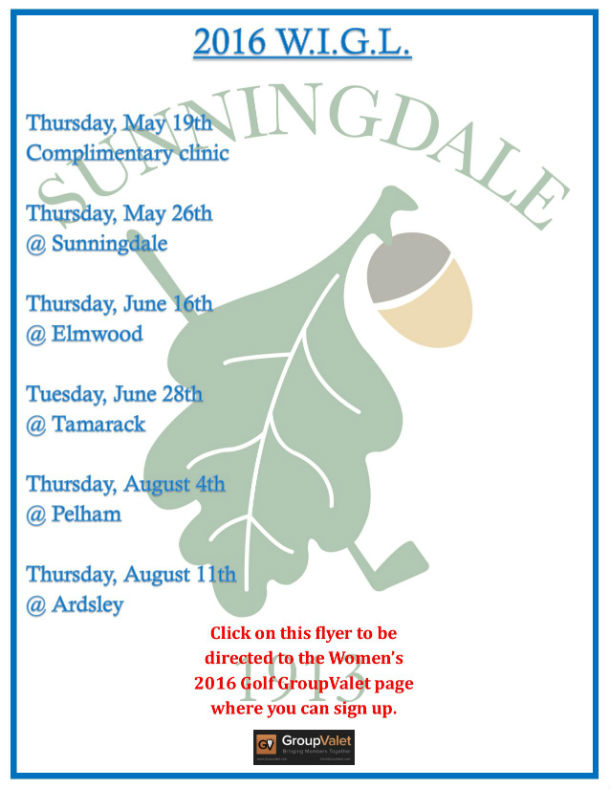 2016 W.I.G.L.
SUNNINGDALE
Thursday, May 19th
Complimentary clinic
Thursday, May 26th
@ Sunningdale
Thursday, June 16th
@ Elmwood
Tuesday, June 28th
@ Tamarack
Thursday, August 4th
@ Pelham
Thursday, August 11th
@ Ardsley
1913
Click on this flyer to be
directed to the Women's
2016 Golf GroupValet page
where you can sign up.
GV GroupValet
Bringing Members Together